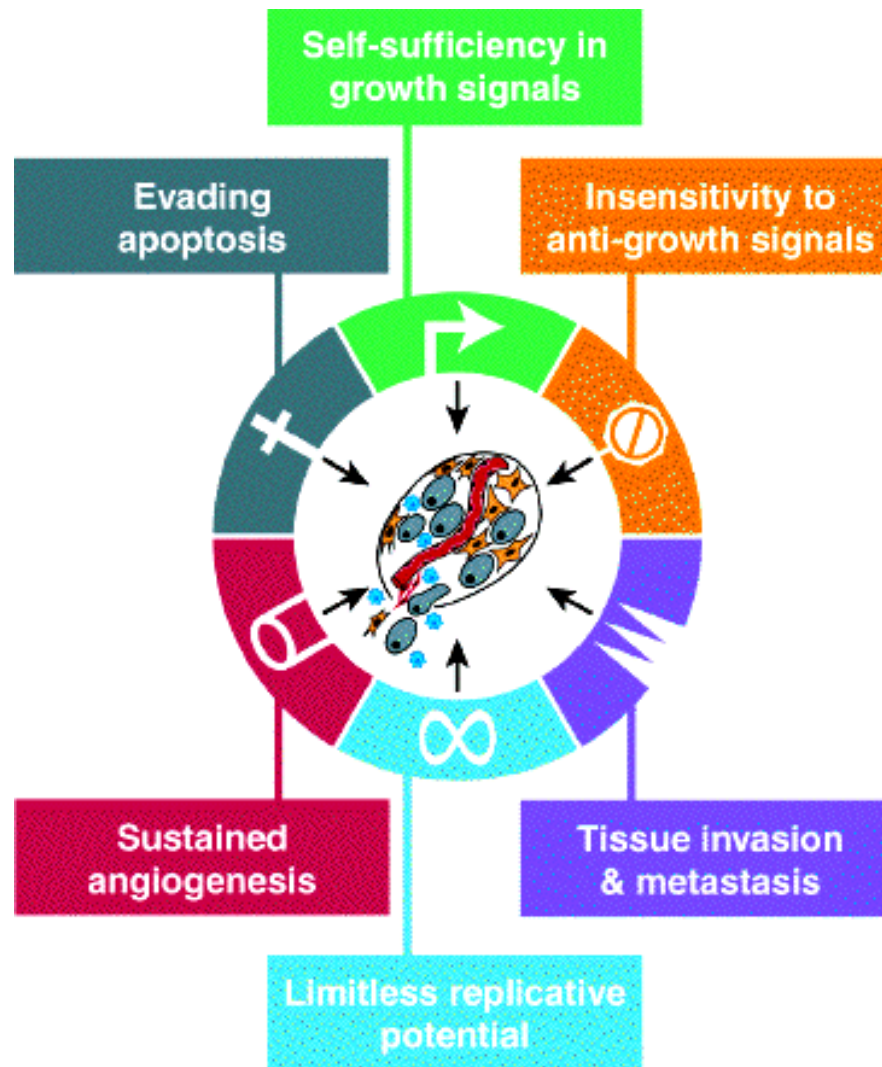 Self-sufficiency in
growth signals
Evading
apoptosis
Insensitivity to
anti-growth signals
Sustained
angiogenesis
Tissue invasion
& metastasis
Limitless replicative
potential